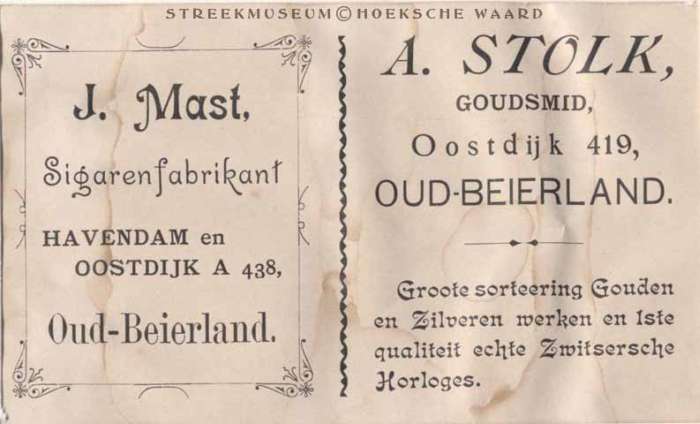 STREEKMUSEUM © HOEKSCHE WAARD
J. Mast,
Sigarenfabrikant
HAVENDAM en
OOSTDIJK A 438,
Oud-Beierland.
A. STOLK,
GOUDSMID,
Oostdijk 419,
OUD-BEIERLAND.
Groote sorteering Gouden
en Zilveren werken en 1ste
qualiteit echte Zwitsersche
Horloges.